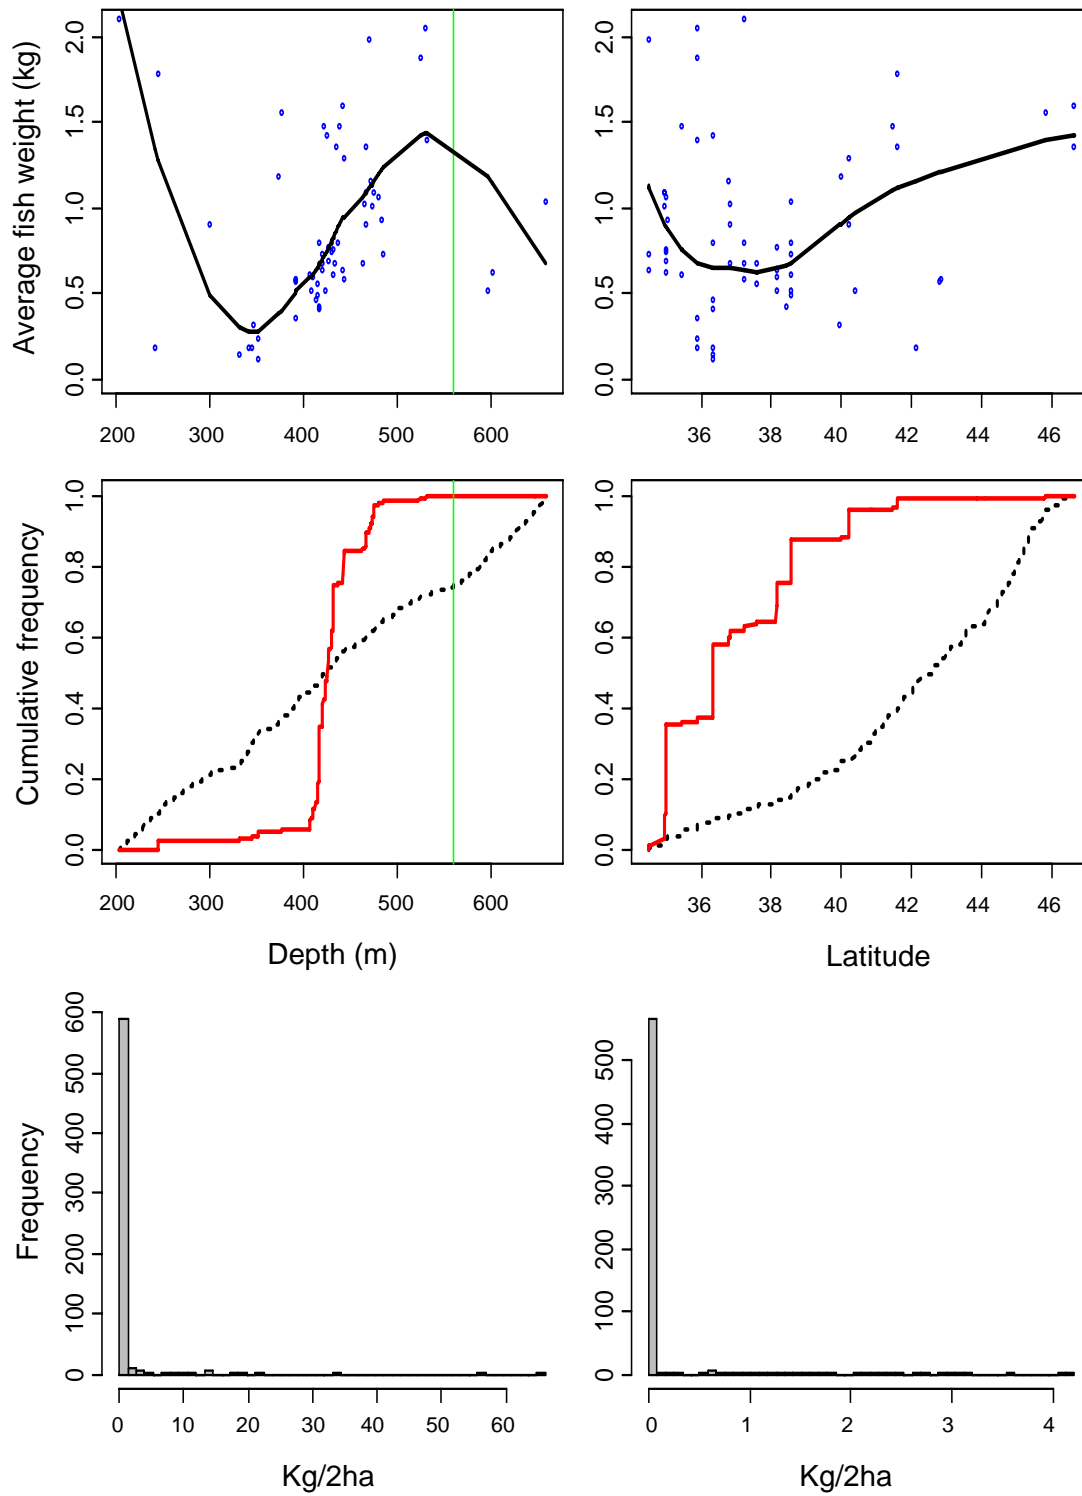 Average fish weight (kg)
0.0 0.5 1.0 1.5 2.0
200 300 400 500 600
0.0 0.5 1.0 1.5 2.0
36 38 40 42 44 46
Cumulative frequency
0.0 0.2 0.4 0.6 0.8 1.0
200 300 400 500 600
Depth (m)
0.0 0.2 0.4 0.6 0.8 1.0
36 38 40 42 44 46
Latitude
Frequency
0 100 200 300 400 500 600
0 10 20 30 40 50 60
Kg/2ha
0 100 200 300 400 500
0 1 2 3 4
Kg/2ha